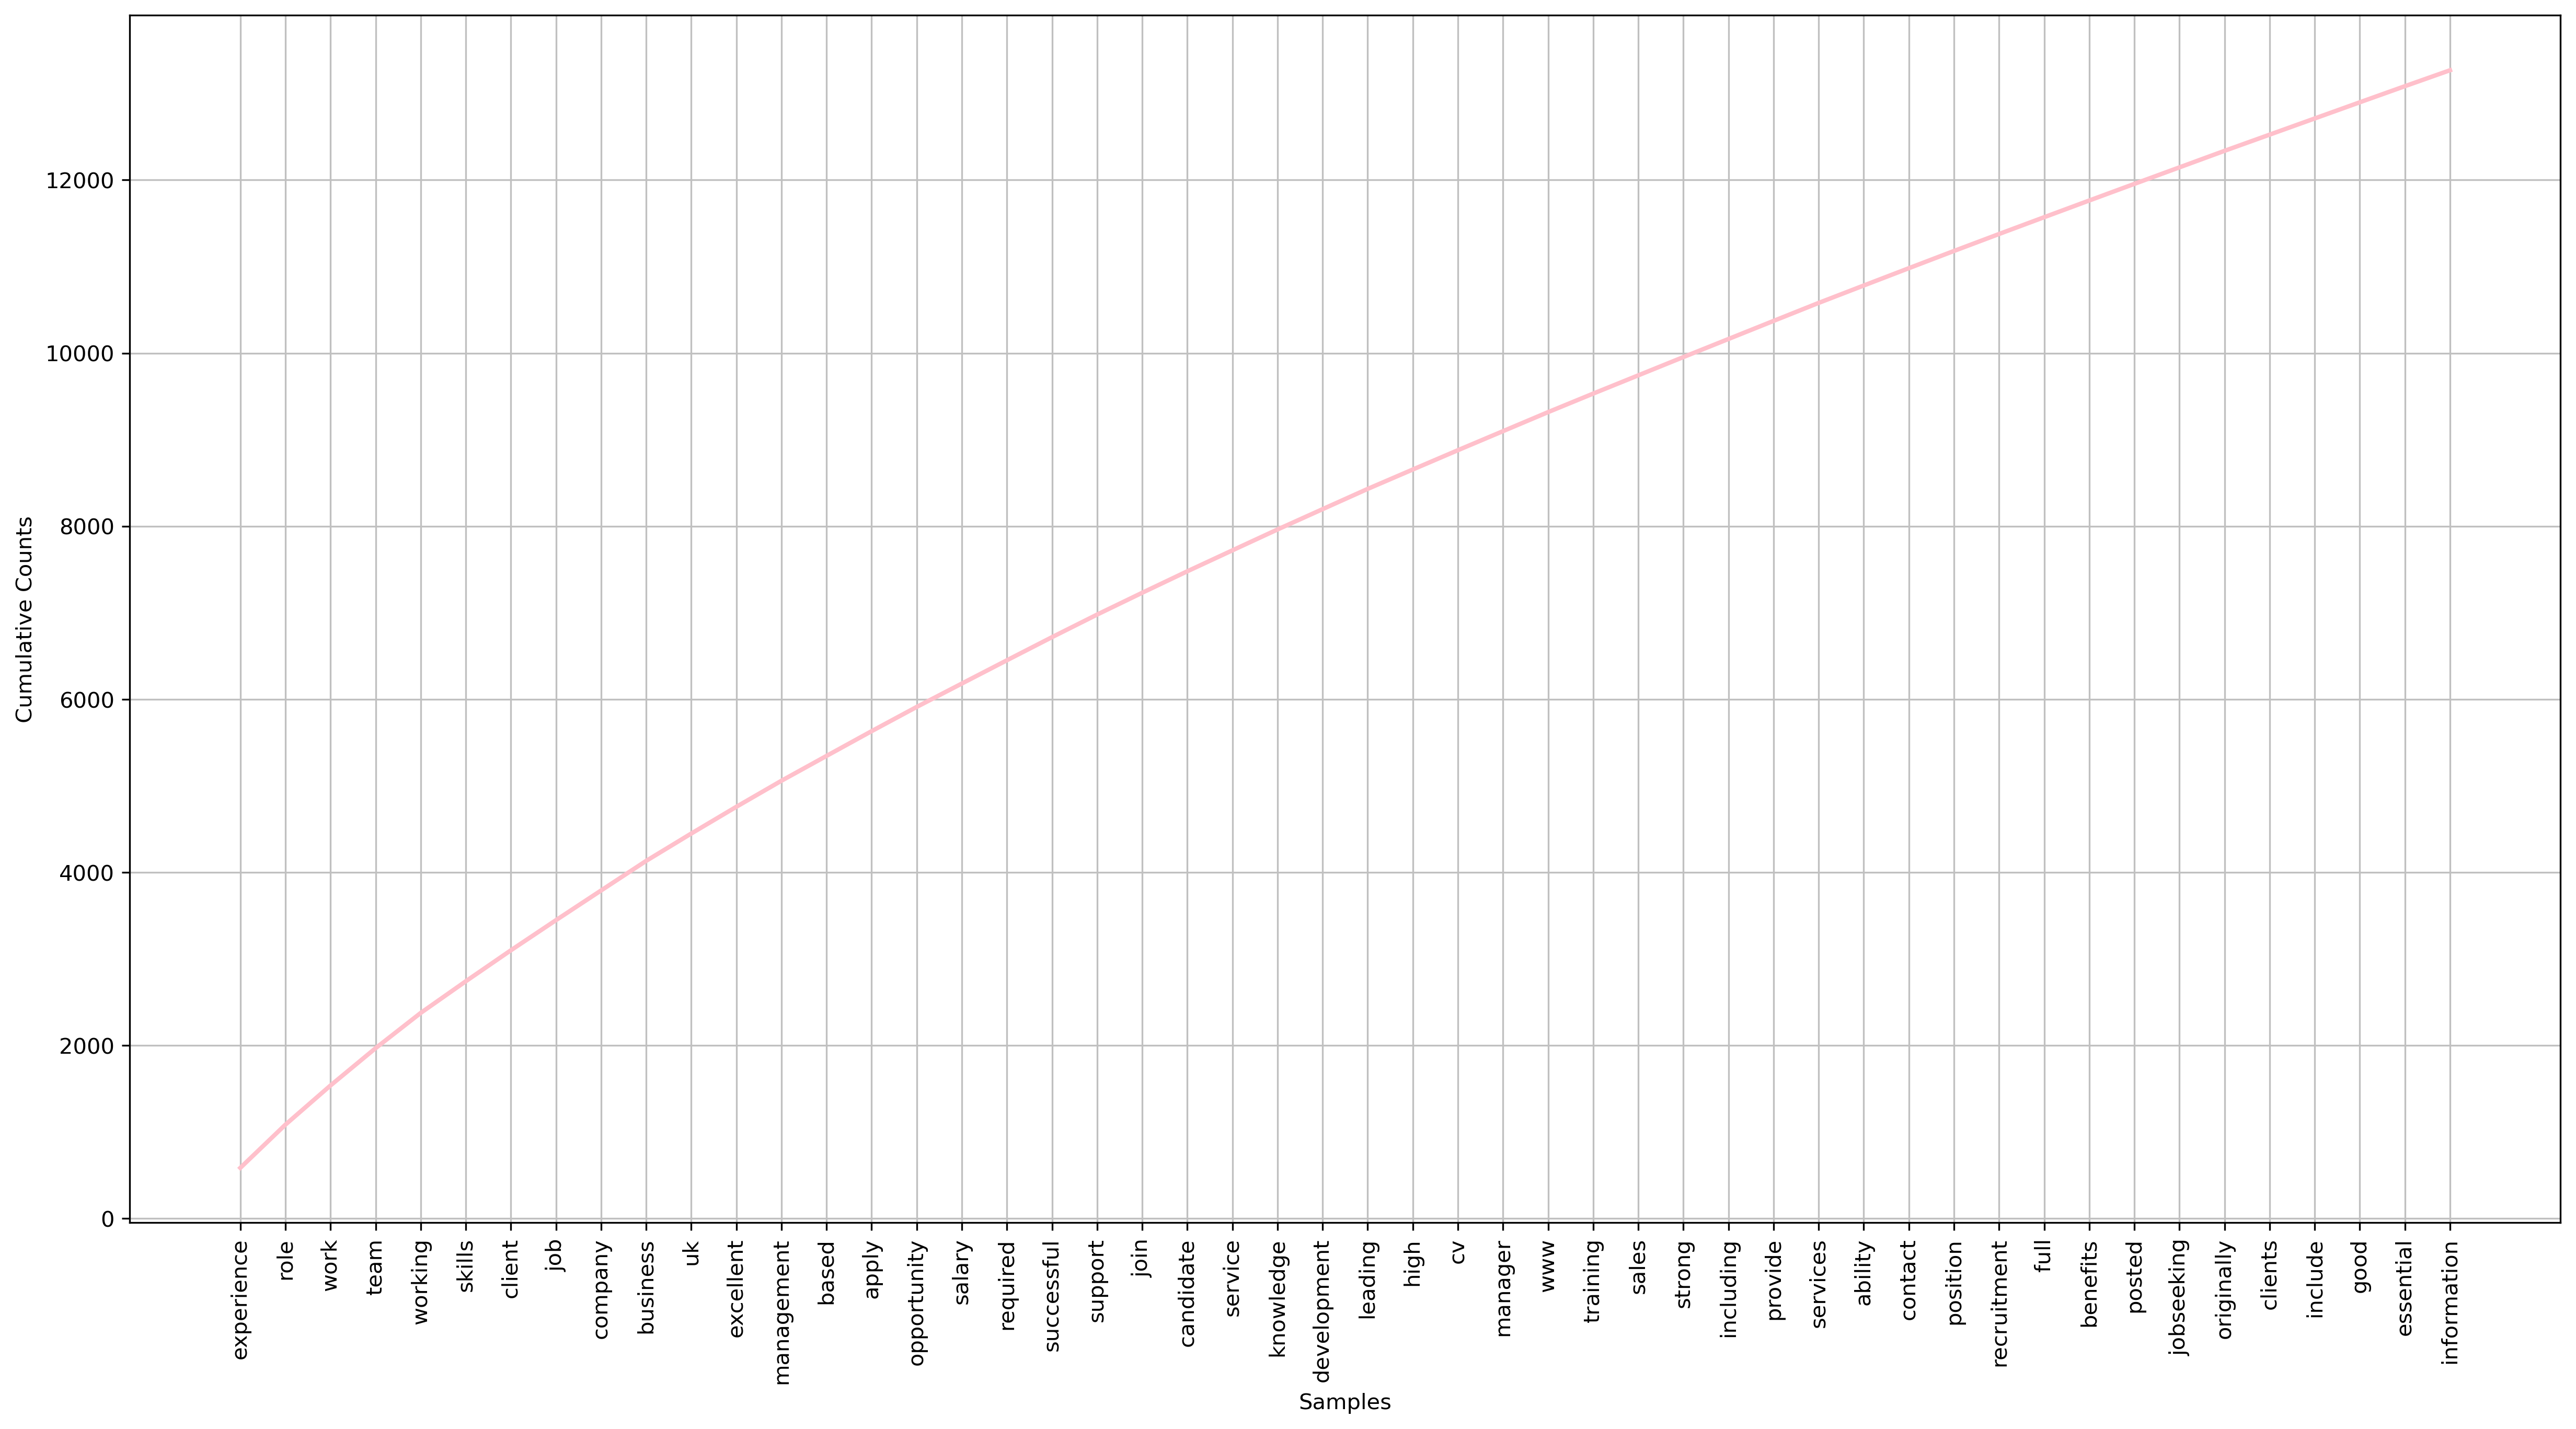 12000
10000
8000
6000
4000
2000
0
Cumulative Counts
experience
role
work
team
working
skills
client
job
company
business
uk
excellent
management
based
apply
opportunity
salary
required
successful
support
join
candidate
service
knowledge
development
leading
high
cv
manager
www
training
sales
strong
including
provide
services
ability
contact
position
recruitment
full
benefits
posted
jobseeking
originally
clients
include
good
essential
information
Samples